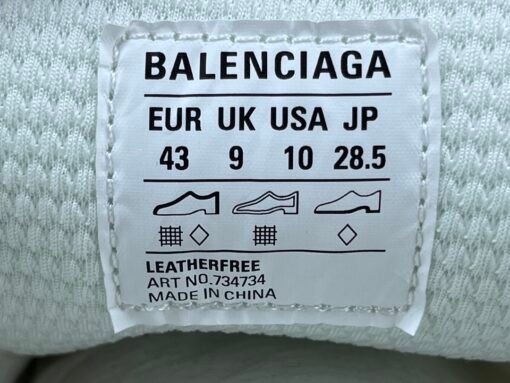 BALENCIAGA
EUR UK USA JP
43 9 10 28.5
LEATHERFREE
ART NO.734734
MADE IN CHINA